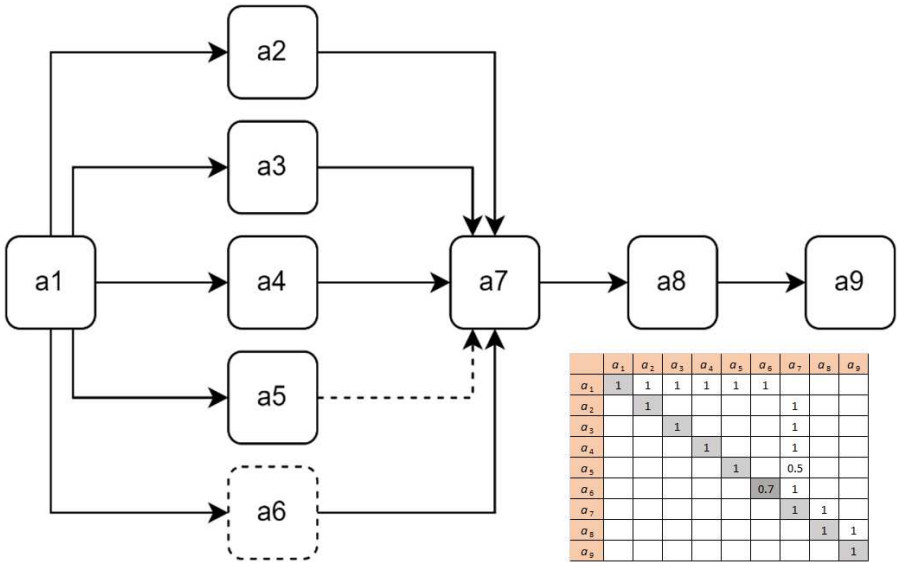 a2
a3
a1 a4 a7 a8 a9
a5
a6
a1 a2 a3 a4 a5 a6 a7 a8 a9
a1 1 1 1 1 1 1
a2 1 1
a3 1 1
a4 1 1
a5 1 0.5
a6 0.7 1
a7 1 1
a8 1 1
a9 1